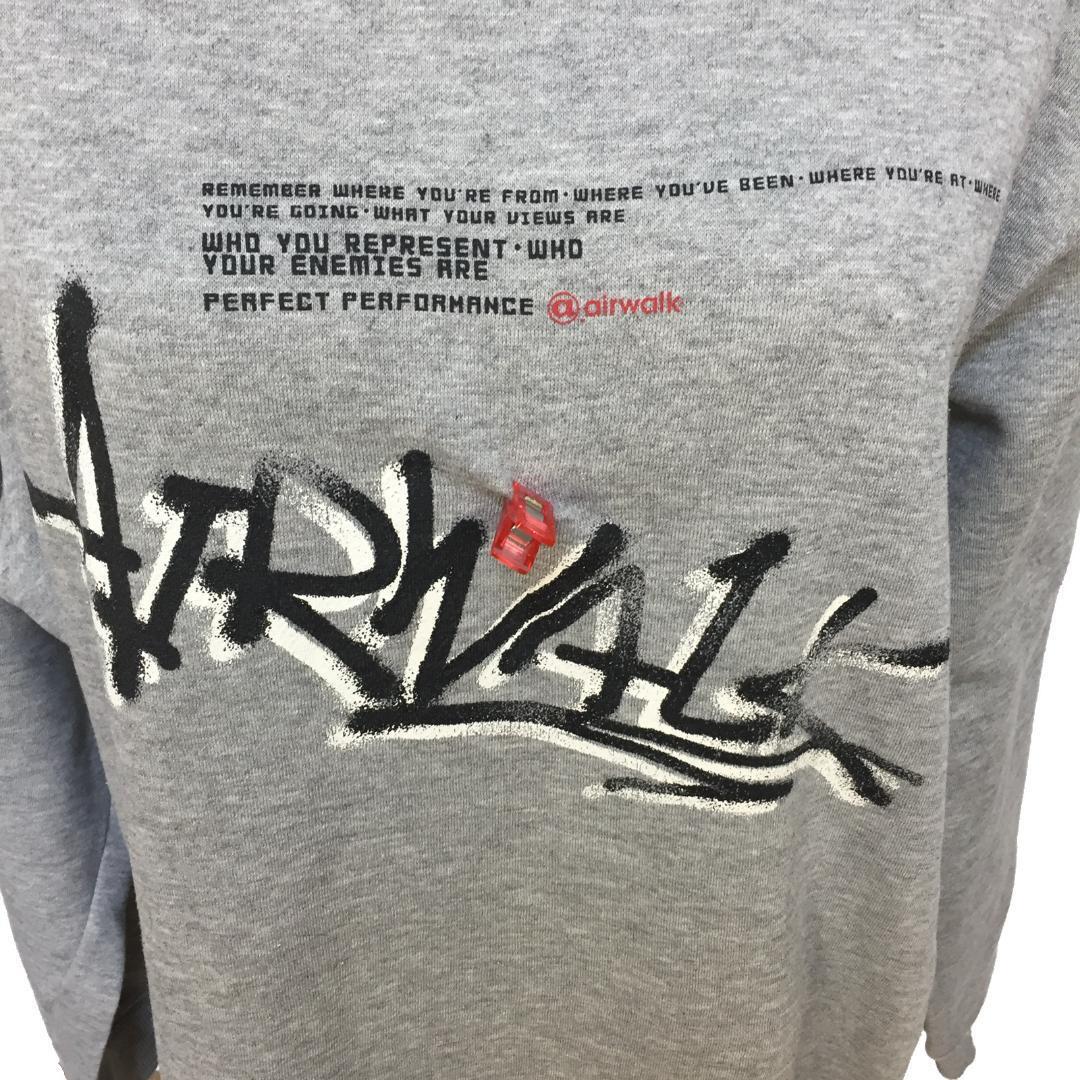 REMEMBER WHERE YOU'RE FROM·WHERE YOU'VE BEEN·WHERE YOU'RE AT·WHERE
YOU'RE GOING·WHAT YOUR VIEWS ARE
WHO YOU REPRESENT·WHO
YOUR ENEMIES ARE
PERFECT PERFORMANCE @airwalk
AIRWALK